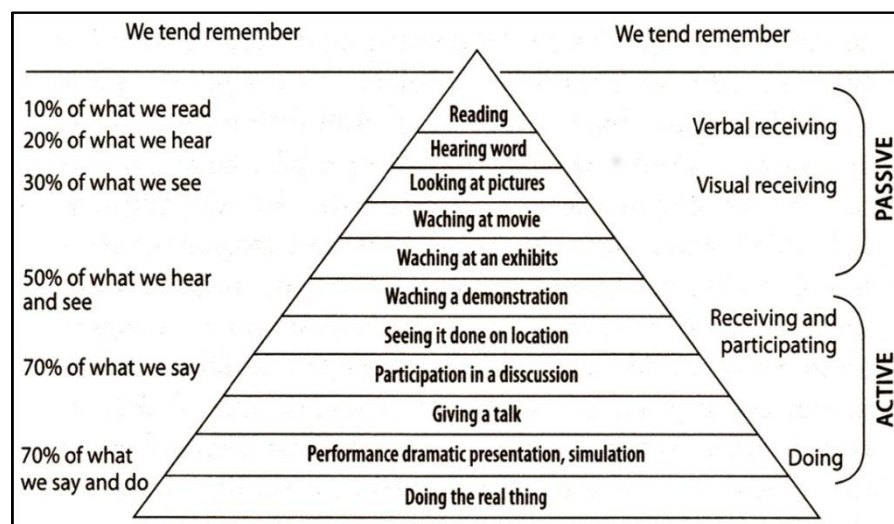 We tend remember
We tend remember
10% of what we read
20% of what we hear
30% of what we see
50% of what we hear
and see
70% of what we say
70% of what
we say and do
Reading
Hearing word
Looking at pictures
Waching at movie
Waching at an exhibits
Waching a demonstration
Seeing it done on location
Participation in a disscussion
Giving a talk
Performance dramatic presentation, simulation
Doing the real thing
Verbal receiving
Visual receiving
Receiving and
participating
Doing
PASSIVE
ACTIVE